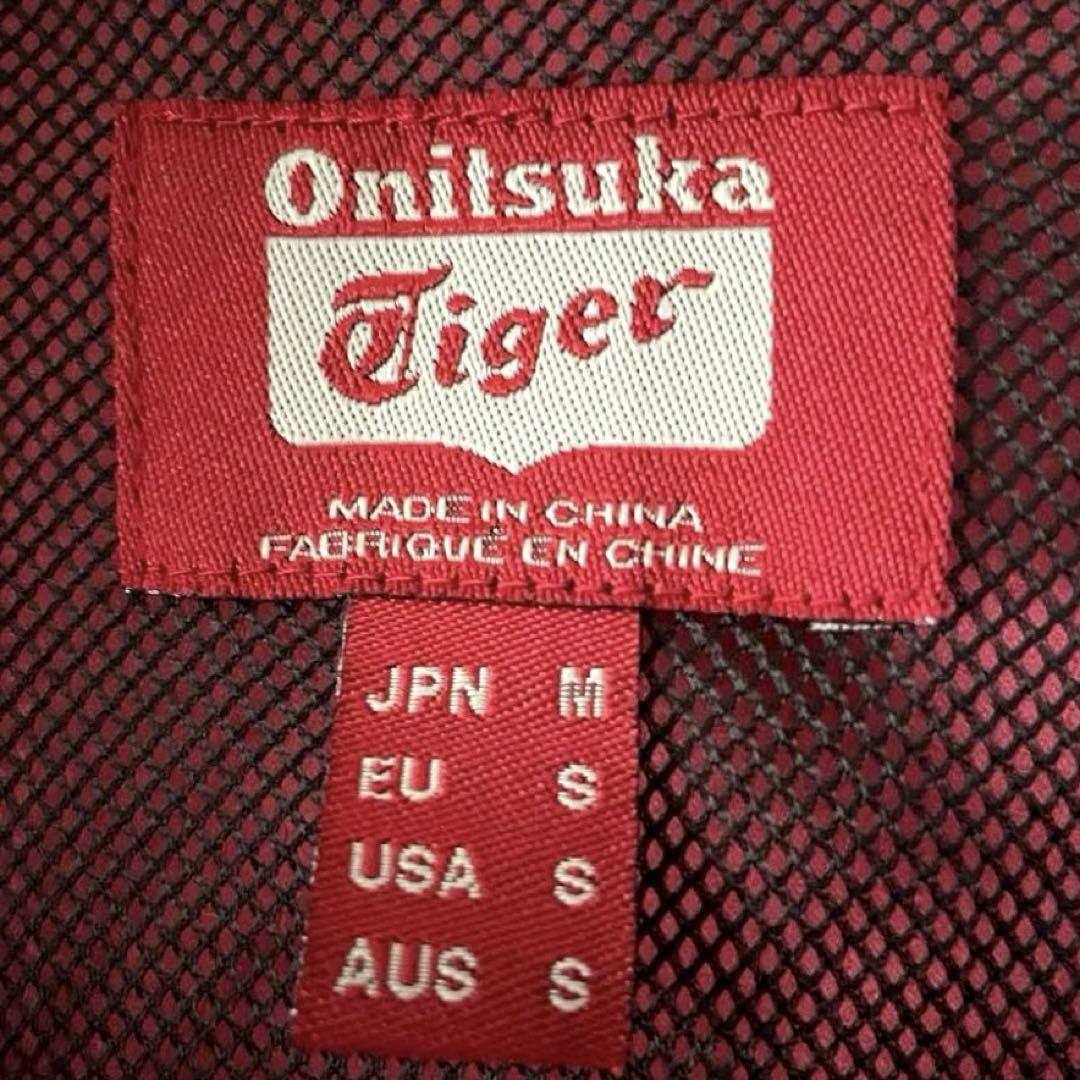 Onitsuka
Tiger
MADE IN CHINA
FABRIQUÉ EN CHINE
JPN M
EU S
USA S
AUS S